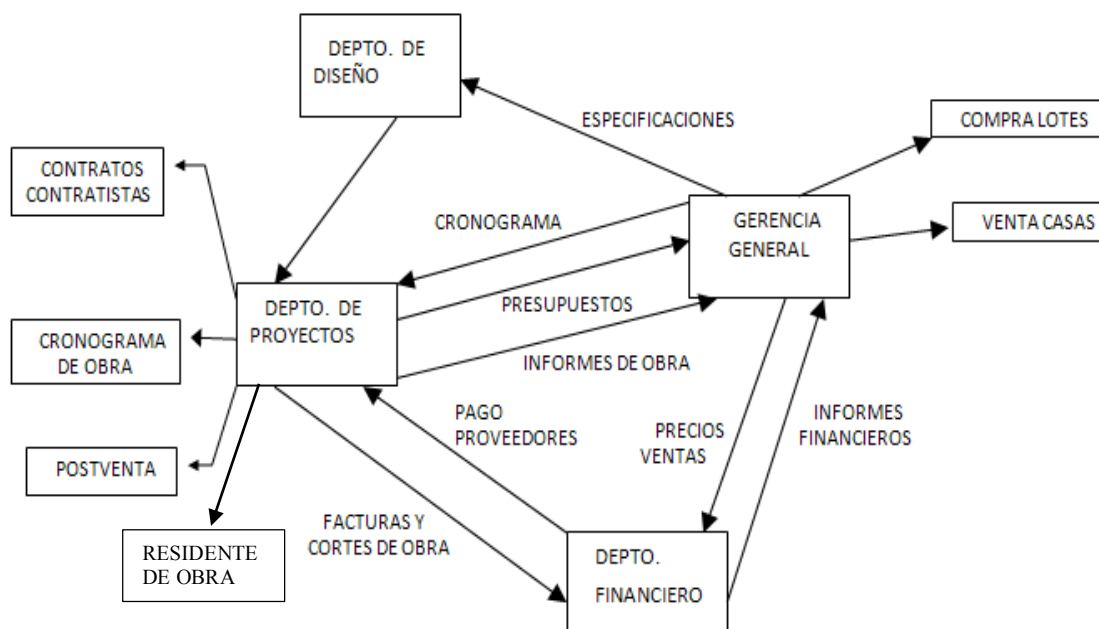 DEPTO. DE
DISEÑO
ESPECIFICACIONES
COMPRA LOTES
CONTRATOS
CONTRATISTAS
CRONOGRAMA
GERENCIA
GENERAL
VENTA CASAS
DEPTO. DE
PROYECTOS
PRESUPUESTOS
CRONOGRAMA
DE OBRA
INFORMES DE OBRA
PAGO
PROVEEDORES
PRECIOS
VENTAS
INFORMES
FINANCIEROS
POSTVENTA
FACTURAS Y
CORTES DE OBRA
RESIDENTE
DE OBRA
DEPTO.
FINANCIERO